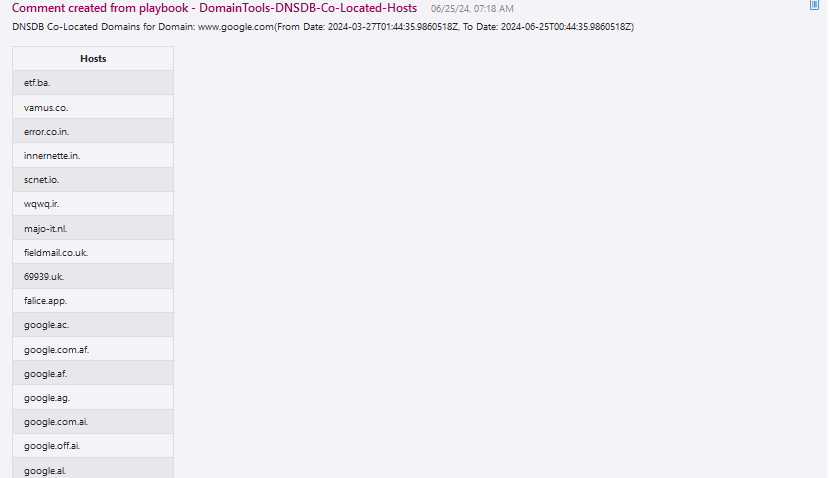 Comment created from playbook - DomainTools-DNSDB-Co-Located-Hosts 06/25/24, 07:18 AM
DNSDB Co-Located Domains for Domain: www.google.com(From Date: 2024-03-27T01:44:35.9860518Z, To Date: 2024-06-25T00:44:35.9860518Z)
Hosts
etf.ba.
vamus.co.
error.co.in.
innernette.in.
scnet.io.
wqwq.ir.
majo-it.nl.
fieldmail.co.uk.
69939.uk.
falice.app.
google.ac.
google.com.af.
google.af.
google.ag.
google.com.ai.
google.off.ai.
google.al.